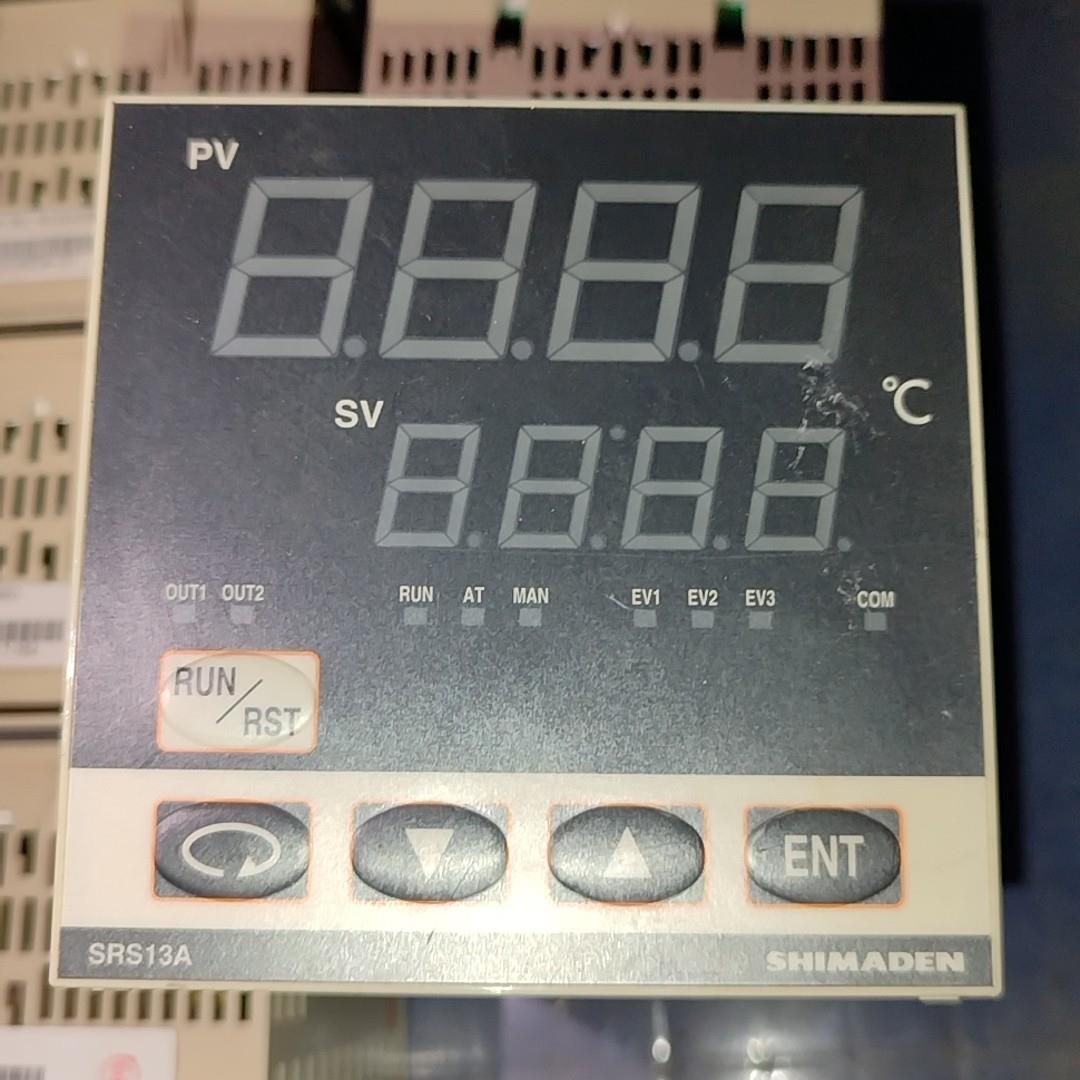 PV
SV
°C
OUT1 OUT2 RUN AT MAN EV1 EV2 EV3 COM
RUN/RST
ENT
SRS13A SHIMADEN